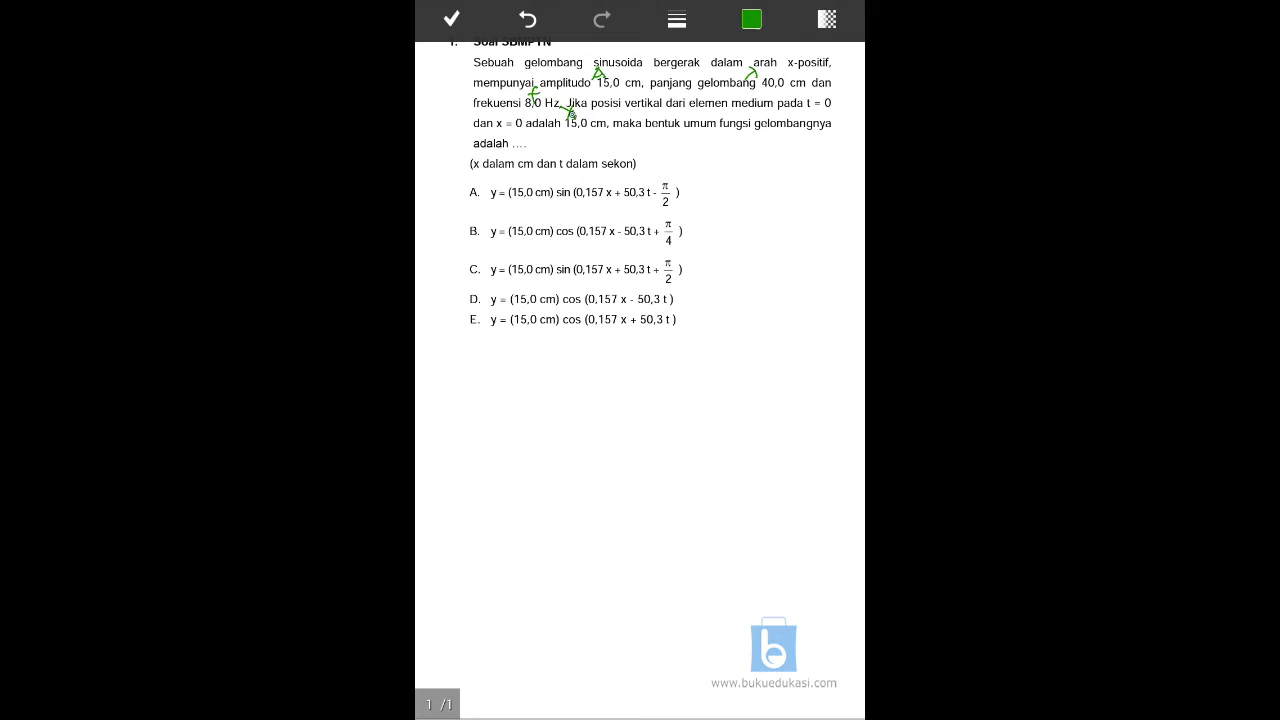 1. Soal SBMPTN
Sebuah gelombang sinusoida bergerak dalam arah x-positif,
A λ
mempunyai amplitudo 15,0 cm, panjang gelombang 40,0 cm dan
f
frekuensi 8,0 Hz. Jika posisi vertikal dari elemen medium pada t = 0
Y
dan x = 0 adalah 15,0 cm, maka bentuk umum fungsi gelombangnya
adalah ....
(x dalam cm dan t dalam sekon)
A. y = (15,0 cm) sin (0,157 x + 50,3 t - π/2 )
B. y = (15,0 cm) cos (0,157 x - 50,3 t + π/4 )
C. y = (15,0 cm) sin (0,157 x + 50,3 t + π/2 )
D. y = (15,0 cm) cos (0,157 x - 50,3 t )
E. y = (15,0 cm) cos (0,157 x + 50,3 t )
b
www.bukuedukasi.com
1 /1